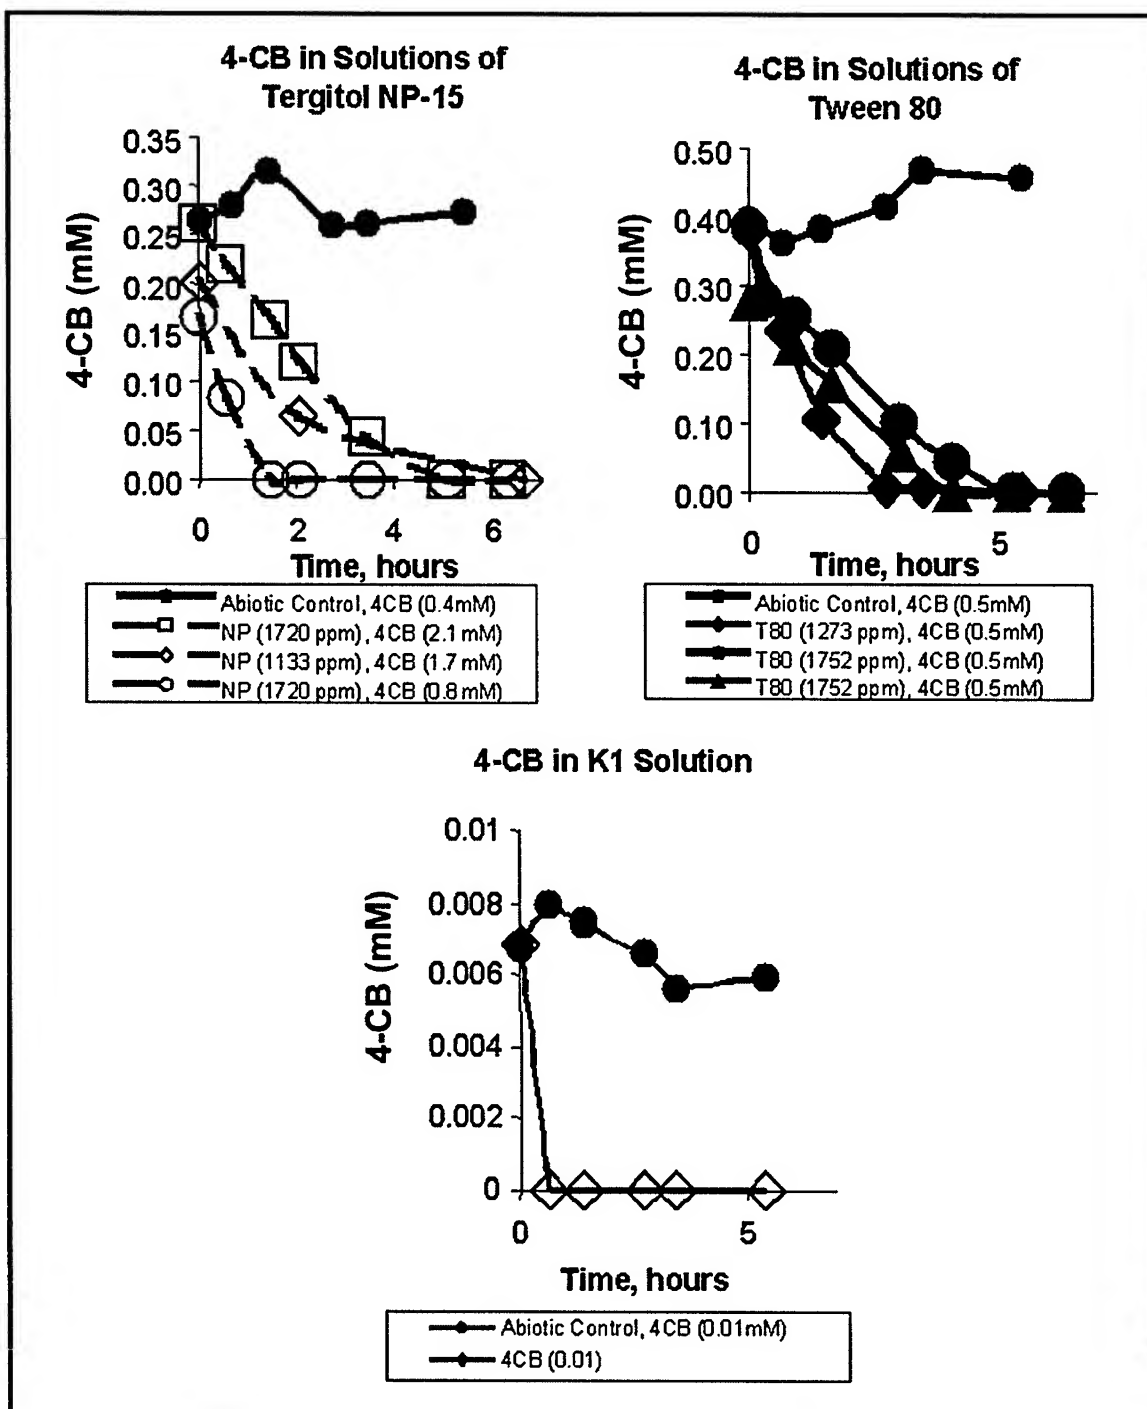 4-CB in Solutions of
Tergitol NP-15
0.35
0.30
0.25
0.20
0.15
0.10
0.05
0.00
4-CB (mM)
0 2 4 6
Time, hours
Abiotic Control, 4CB (0.4mM)
NP (1720 ppm), 4CB (2.1 mM)
NP (1133 ppm), 4CB (1.7 mM)
NP (1720 ppm), 4CB (0.8 mM)
4-CB in Solutions of
Tween 80
0.50
0.40
0.30
0.20
0.10
0.00
4-CB (mM)
0 5
Time, hours
Abiotic Control, 4CB (0.5mM)
T80 (1273 ppm), 4CB (0.5mM)
T80 (1752 ppm), 4CB (0.5mM)
T80 (1752 ppm), 4CB (0.5mM)
4-CB in K1 Solution
0.01
0.008
0.006
0.004
0.002
0
4-CB (mM)
0 5
Time, hours
Abiotic Control, 4CB (0.01mM)
4CB (0.01)